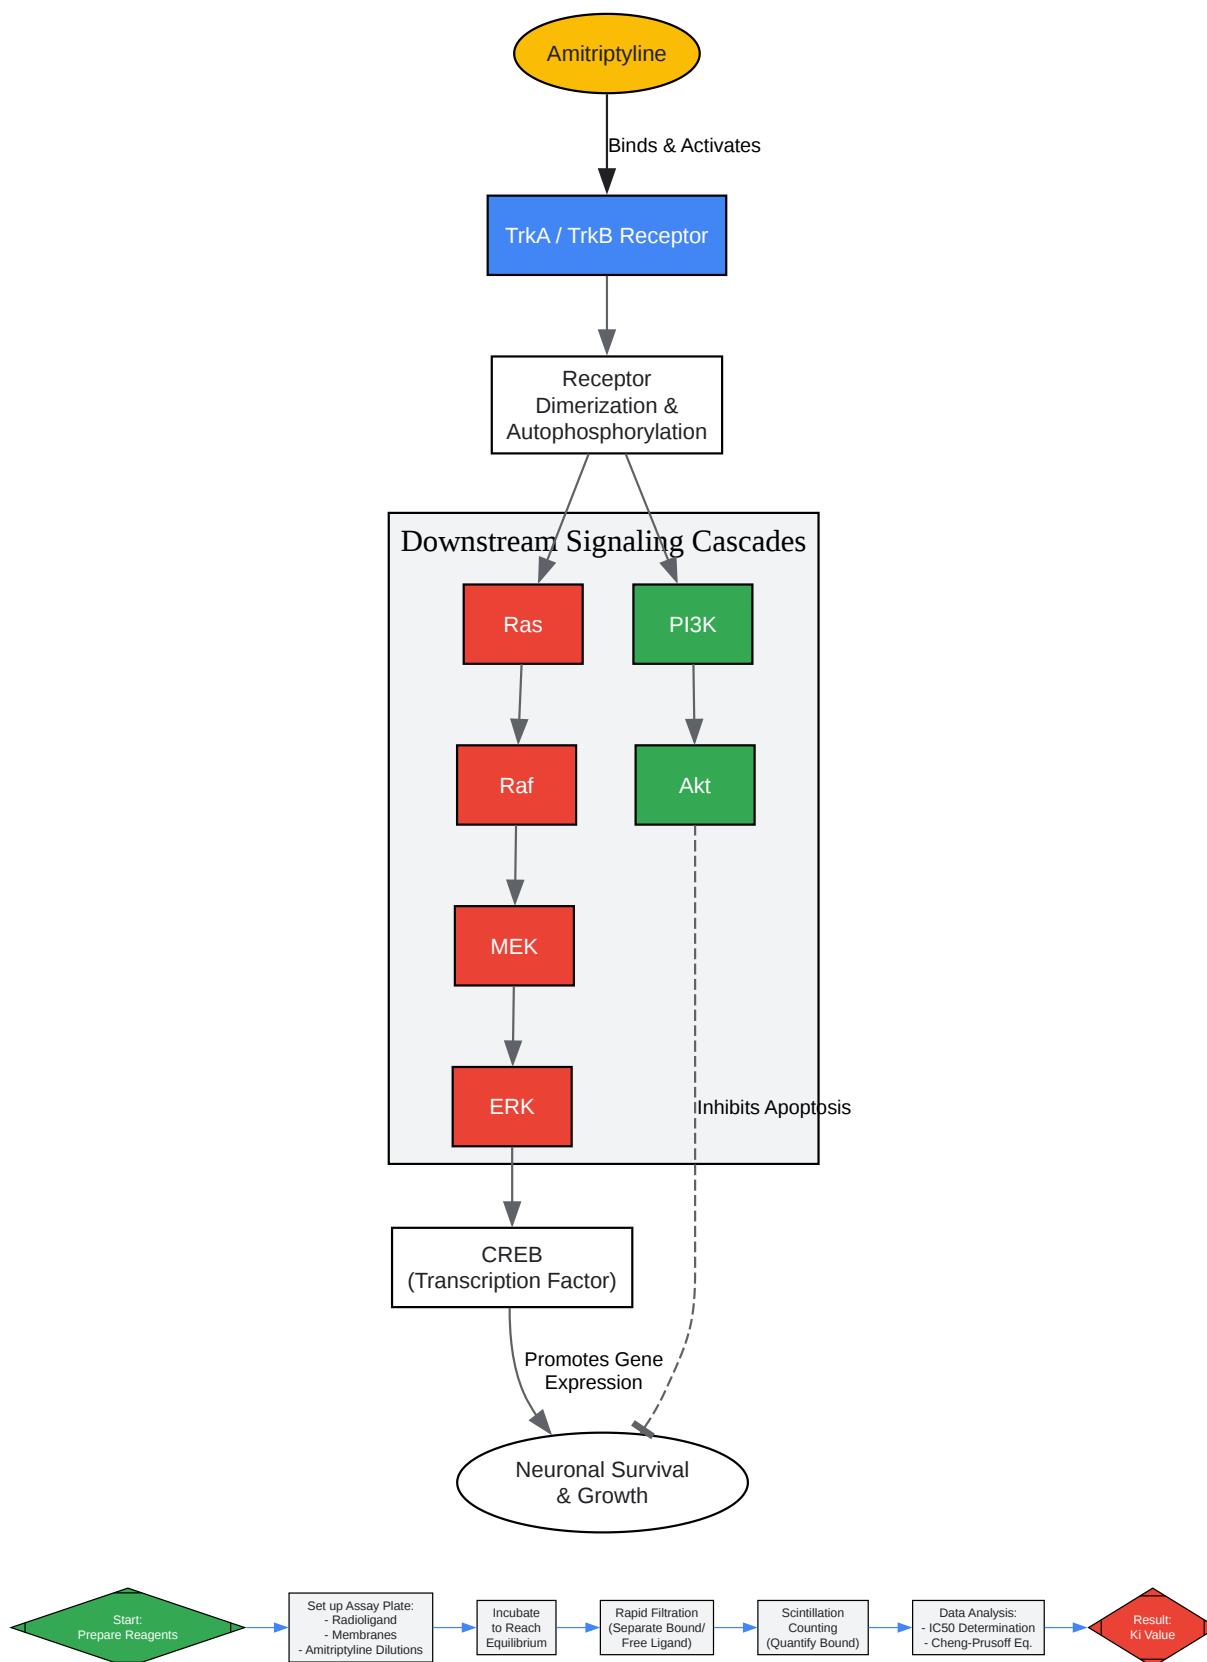 Amitriptyline
Binds & Activates
TrkA / TrkB Receptor
Receptor
Dimerization &
Autophosphorylation
Downstream Signaling Cascades
Ras
PI3K
Raf
Akt
MEK
ERK
Inhibits Apoptosis
CREB
(Transcription Factor)
Promotes Gene
Expression
Neuronal Survival
& Growth
Start:
Prepare Reagents
Set up Assay Plate:
- Radioligand
- Membranes
- Amitriptyline Dilutions
Incubate
to Reach
Equilibrium
Rapid Filtration
(Separate Bound/
Free Ligand)
Scintillation
Counting
(Quantify Bound)
Data Analysis:
- IC50 Determination
- Cheng-Prusoff Eq.
Result:
Ki Value